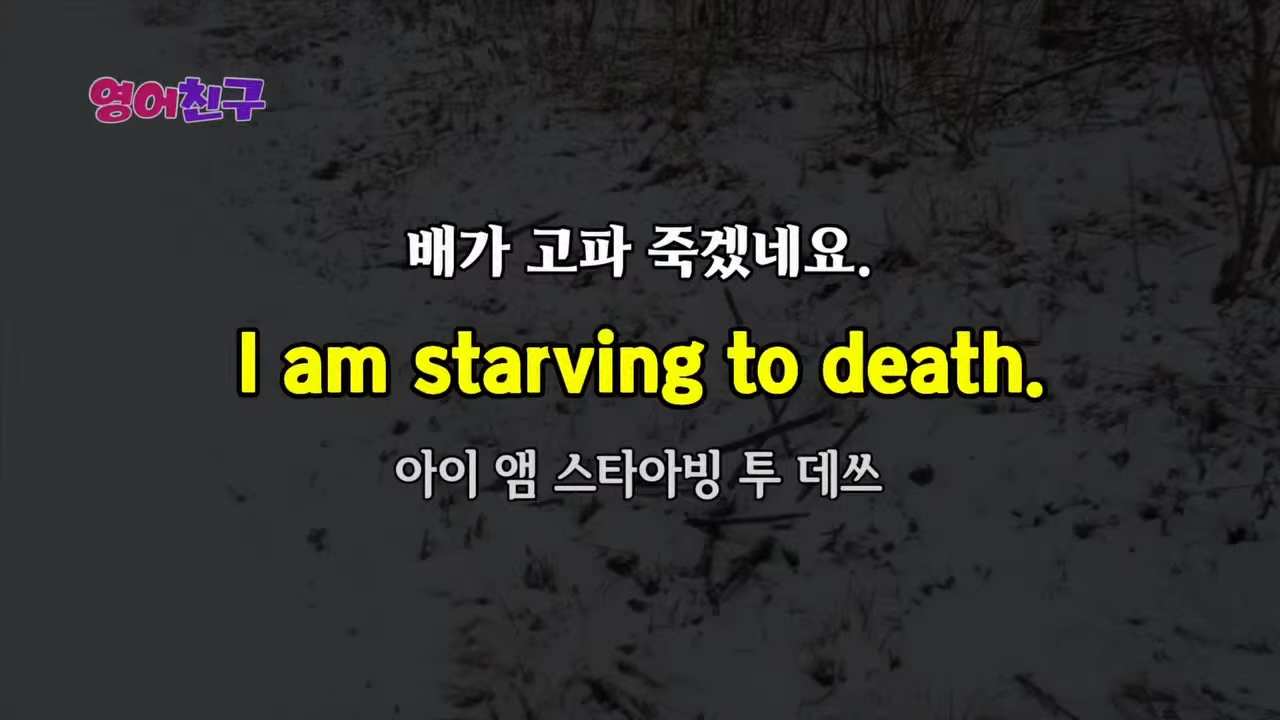 영어친구
배가 고파 죽겠네요.
I am starving to death.
아이 앰 스타아빙 투 데쓰